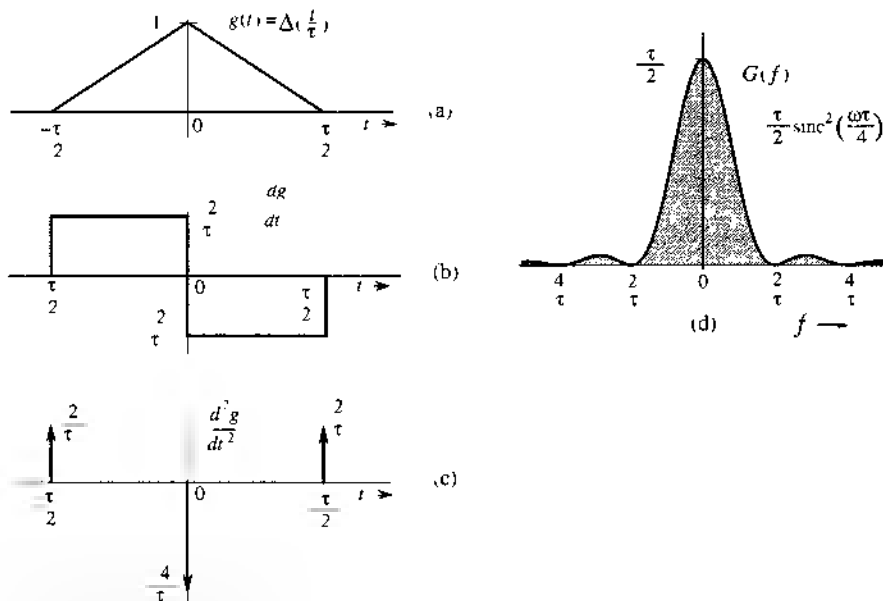 1 g(t) = Δ(t/τ)
-τ/2 0 τ/2 t (a)
dg
dt
2
τ
τ 0 τ t (b)
2 2
2
τ
d²g/dt²
2/τ 2
τ
τ 0 τ/2 t (c)
2
4/τ
τ/2 G(f)
τ/2 sinc²(ωτ/4)
4 2 0 2 4
τ τ τ τ
(d) f